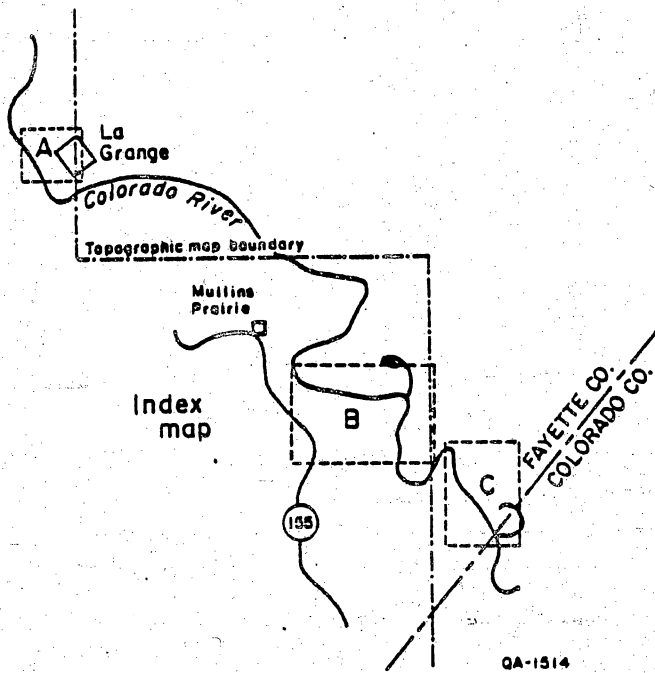 A
La
Grange
Colorado River
Topographic map boundary
Mullins
Prairie
Index
map
B
FAYETTE CO.
COLORADO CO.
C
155
QA-1514